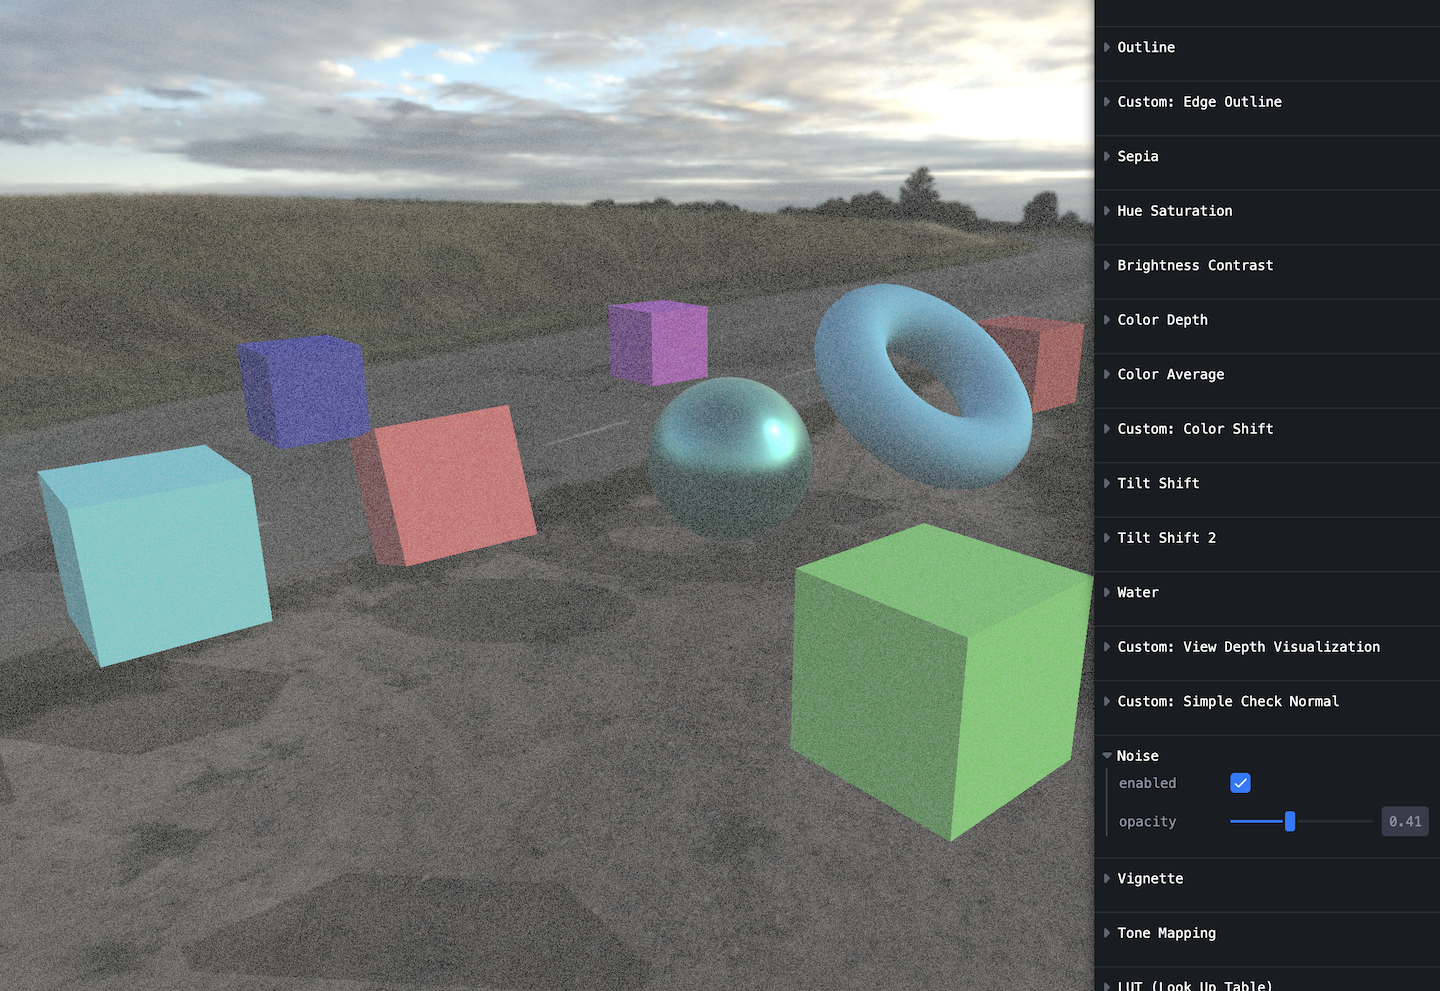 Outline
Custom: Edge Outline
Sepia
Hue Saturation
Brightness Contrast
Color Depth
Color Average
Custom: Color Shift
Tilt Shift
Tilt Shift 2
Water
Custom: View Depth Visualization
Custom: Simple Check Normal
Noise
enabled
opacity 0.41
Vignette
Tone Mapping
LUT (Look Up Table)